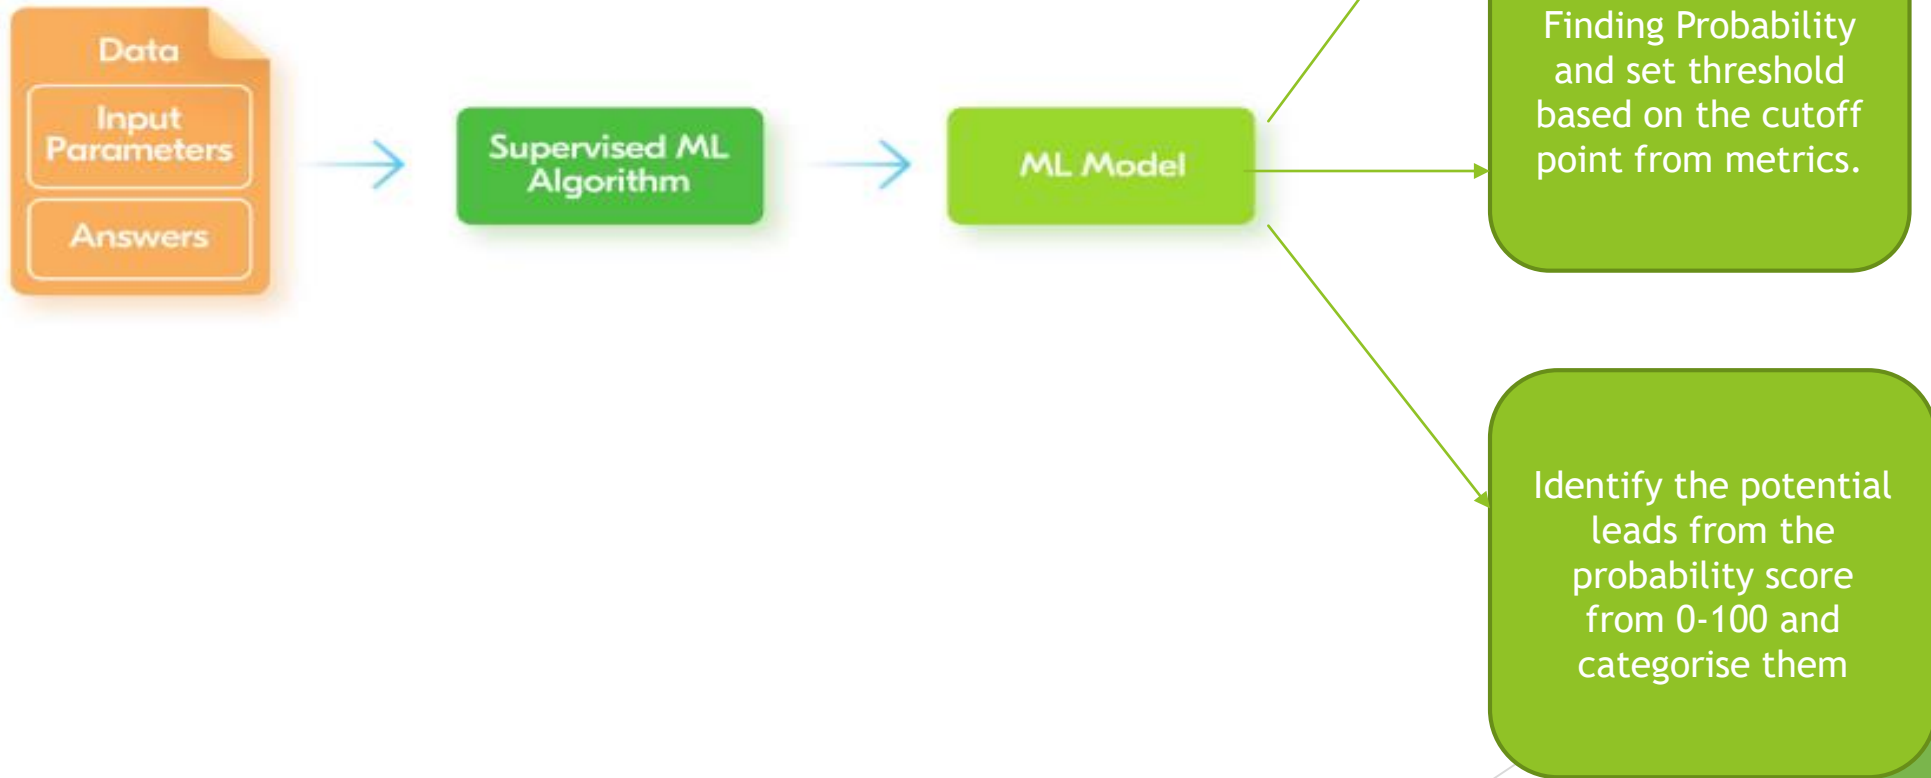 Data
Input
Parameters
Answers
Supervised ML
Algorithm
ML Model
Finding Probability
and set threshold
based on the cutoff
point from metrics.
Identify the potential
leads from the
probability score
from 0-100 and
categorise them